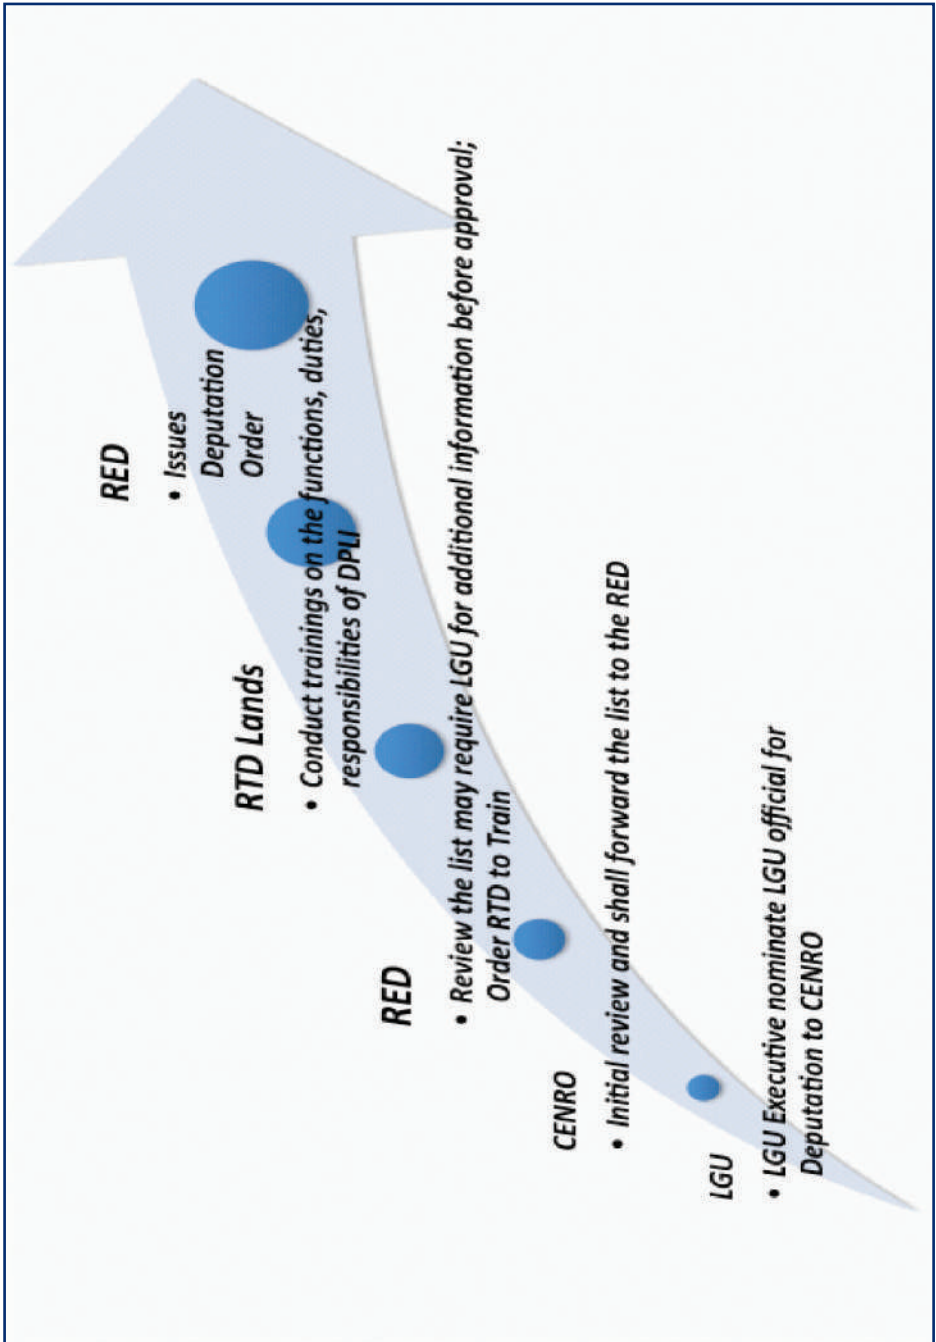 RED
• Issues
Deputation
Order
RTD Lands
• Conduct trainings on the functions, duties,
responsibilities of DPLI
RED
• Review the list may require LGU for additional information before approval;
Order RTD to Train
CENRO
• Initial review and shall forward the list to the RED
LGU
• LGU Executive nominate LGU official for
Deputation to CENRO